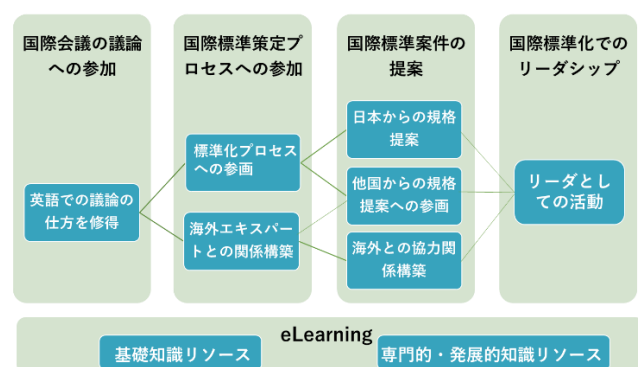 国際会議の議論
への参加
国際標準策定プ
ロセスへの参加
国際標準案件の
提案
国際標準化での
リーダシップ
英語での議論の
仕方を修得
標準化プロセス
への参画
海外エキスパー
トとの関係構築
日本からの規格
提案
他国からの規格
提案への参画
海外との協力関
係構築
リーダとし
ての活動
eLearning
基礎知識リソース
専門的・発展的知識リソース